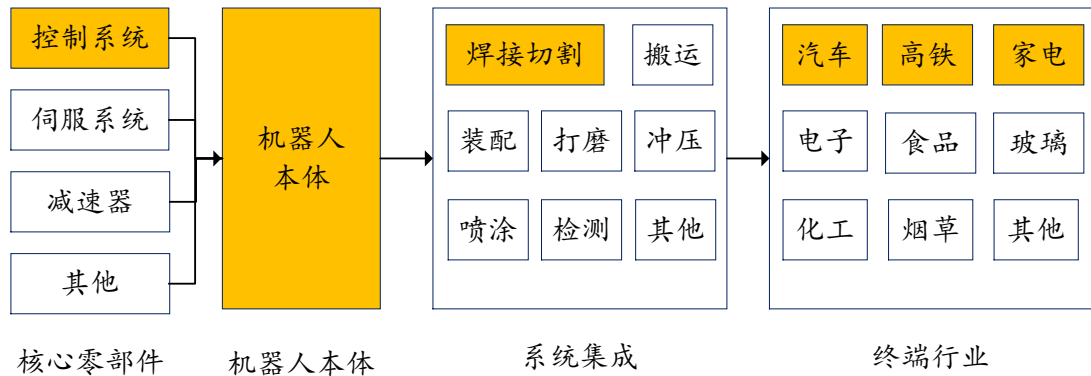 控制系统
伺服系统
减速器
其他
核心零部件
机器人
本体
机器人本体
焊接切割 搬运
装配 打磨 冲压
喷涂 检测 其他
系统集成
汽车 高铁 家电
电子 食品 玻璃
化工 烟草 其他
终端行业